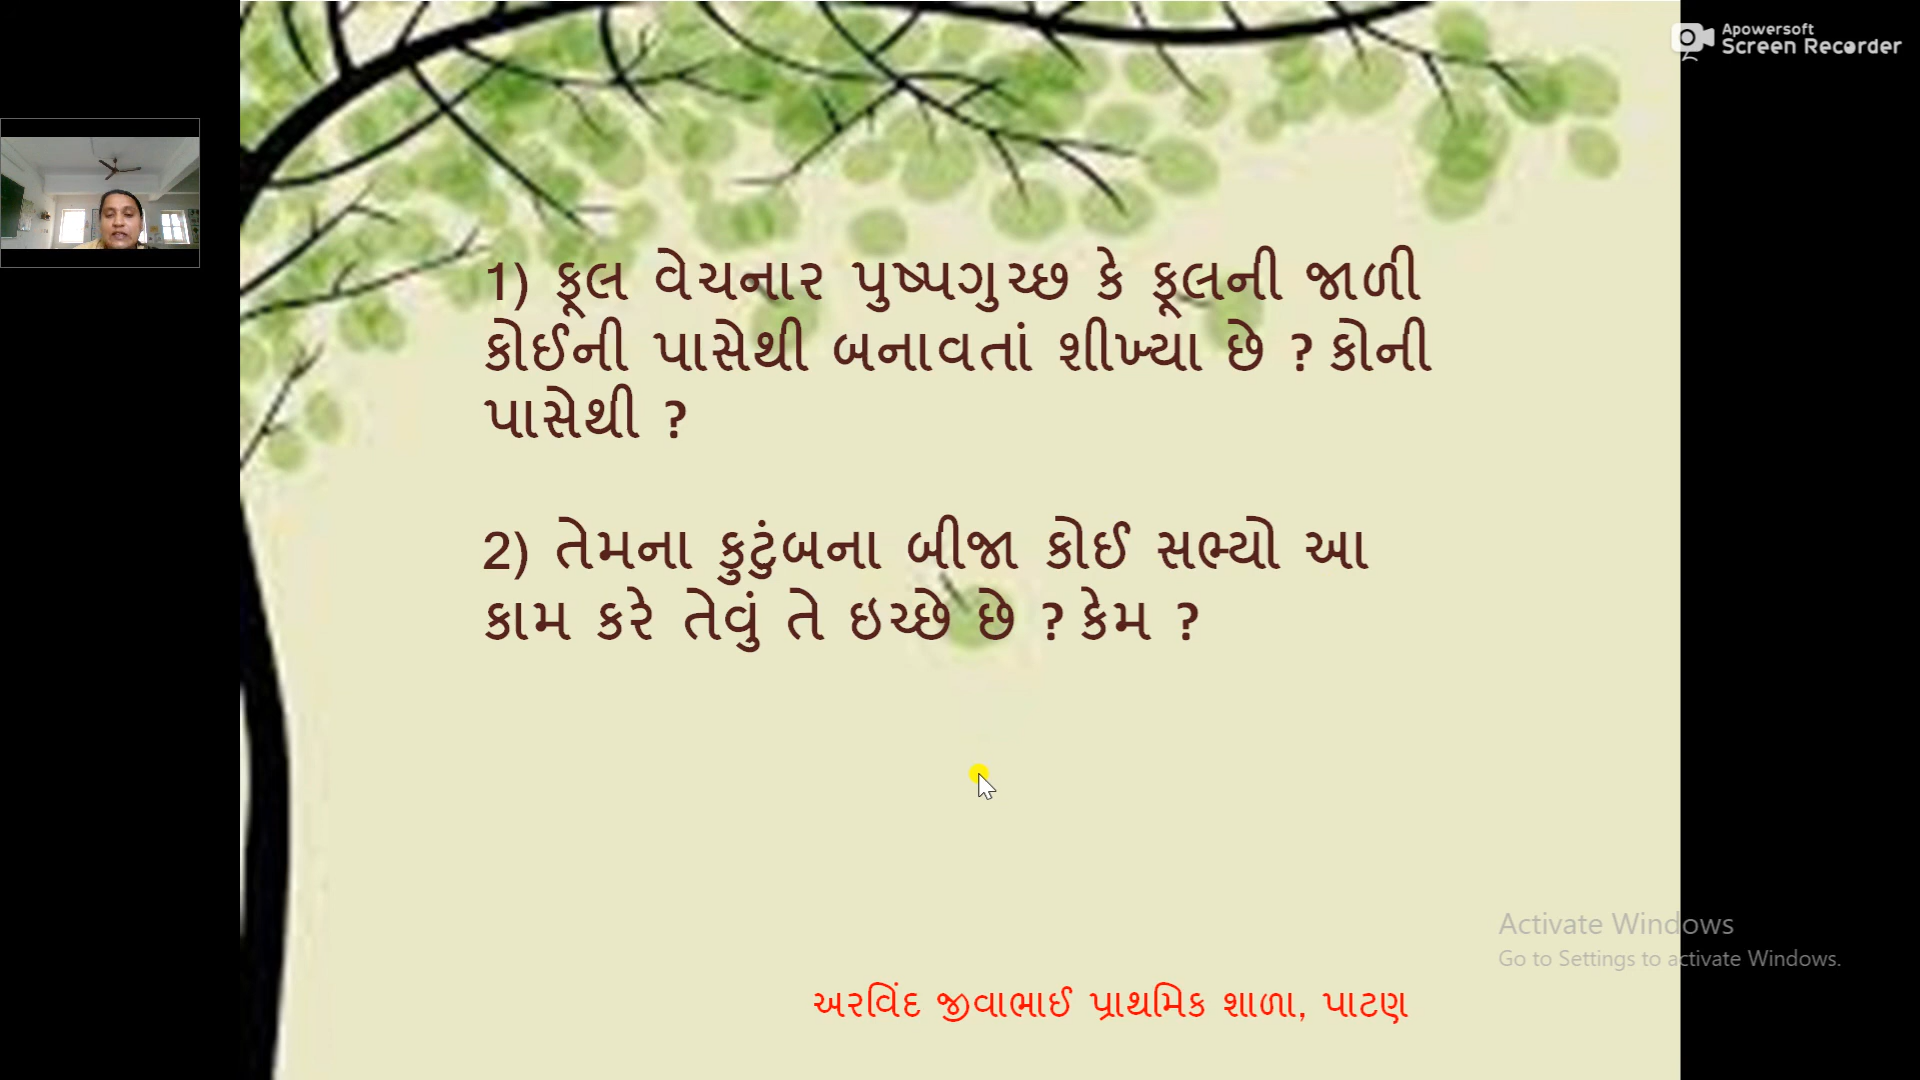 Apowersoft
Screen Recorder
1) ફૂલ વેચનાર પુષ્પગુચ્છ કે ફૂલની જાળી
કોઈની પાસેથી બનાવતાં શીખ્યા છે ? કોની
પાસેથી ?
2) તેમના કુટુંબના બીજા કોઈ સભ્યો આ
કામ કરે તેવું તે ઇચ્છે છે ? કેમ ?
Activate Windows
Go to Settings to activate Windows.
અરવિંદ જીવાભાઈ પ્રાથમિક શાળા, પાટણ